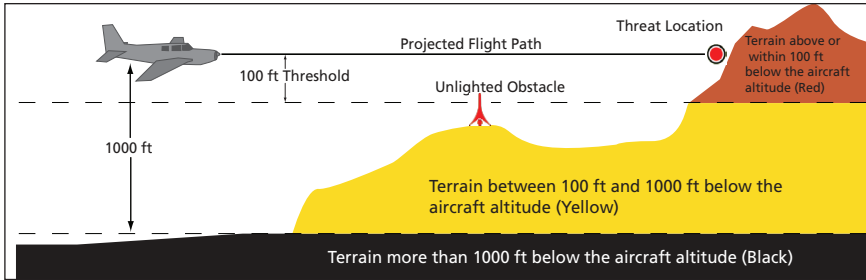 Threat Location
Projected Flight Path
Terrain above or
within 100 ft
below the aircraft
altitude (Red)
100 ft Threshold
Unlighted Obstacle
1000 ft
Terrain between 100 ft and 1000 ft below the
aircraft altitude (Yellow)
Terrain more than 1000 ft below the aircraft altitude (Black)